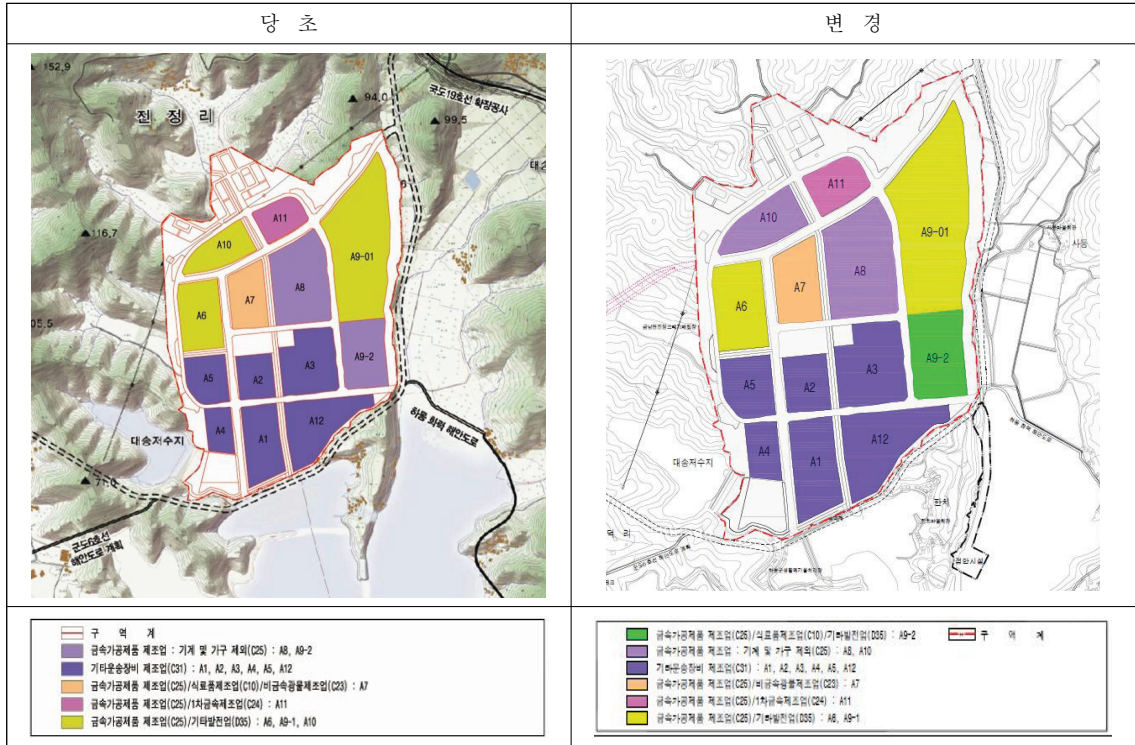 당 초
변 경
152.9
94.0
국도19호선 확장공사
99.5
전 정 리
116.7
A11
A10
A9-01
A7
A8
A6
A5
A2
A3
A9-2
A4
A1
A12
대송저수지
하동 화력 해안도로
71.0
군도6호선
해안도로 계획
A11
A10
A9-01
A8
A7
A6
A9-2
A3
A5
A2
A4
A12
A1
대송저수지
사동
구 역 계
금속가공제품 제조업 : 기계 및 가구 제외(C25) : A8, A9-2
기타운송장비 제조업(C31) : A1, A2, A3, A4, A5, A12
금속가공제품 제조업(C25)/식료품제조업(C10)/비금속광물제조업(C23) : A7
금속가공제품 제조업(C25)/1차금속제조업(C24) : A11
금속가공제품 제조업(C25)/기타발전업(D35) : A6, A9-1, A10
금속가공제품 제조업(C25)/식료품제조업(C10)/기타발전업(D35) : A9-2
구 역 계
금속가공제품 제조업 : 기계 및 가구 제외(C25) : A8, A10
기타운송장비 제조업(C31) : A1, A2, A3, A4, A5, A12
금속가공제품 제조업(C25)/비금속광물제조업(C23) : A7
금속가공제품 제조업(C25)/1차금속제조업(C24) : A11
금속가공제품 제조업(C25)/기타발전업(D35) : A6, A9-1